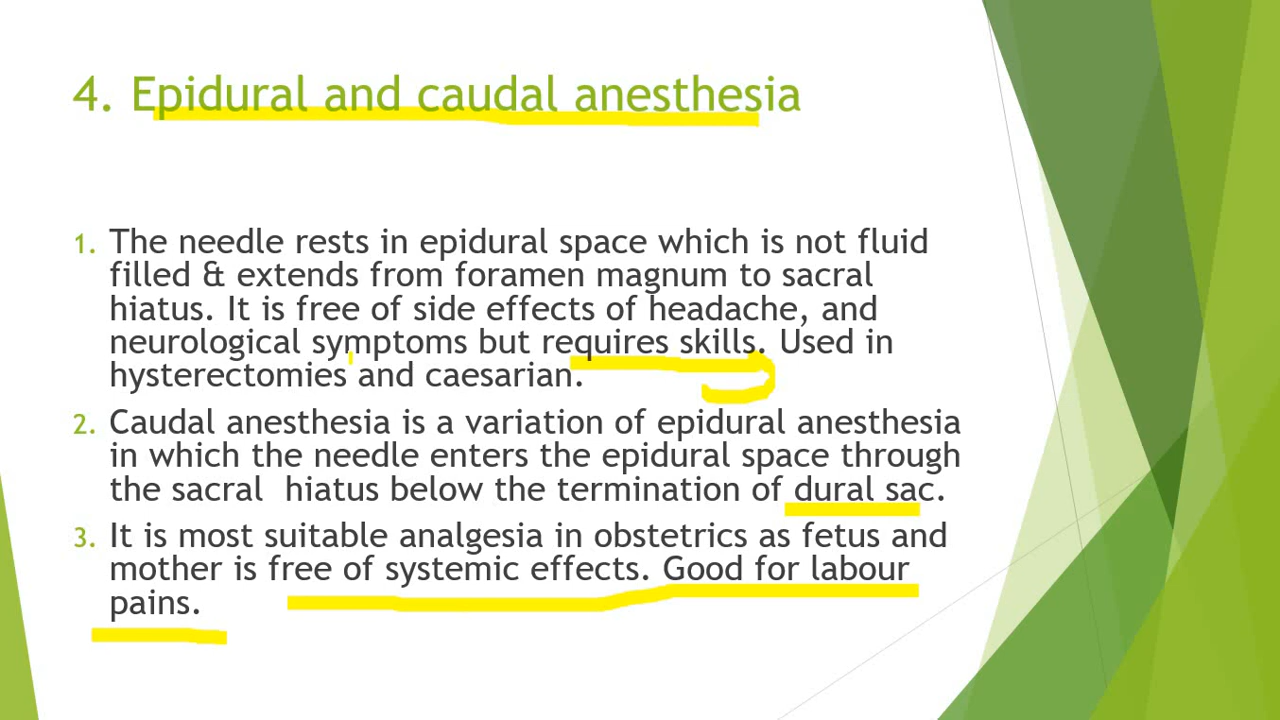 4. Epidural and caudal anesthesia
1. The needle rests in epidural space which is not fluid
filled & extends from foramen magnum to sacral
hiatus. It is free of side effects of headache, and
neurological symptoms but requires skills. Used in
hysterectomies and caesarian.
2. Caudal anesthesia is a variation of epidural anesthesia
in which the needle enters the epidural space through
the sacral  hiatus below the termination of dural sac.
3. It is most suitable analgesia in obstetrics as fetus and
mother is free of systemic effects. Good for labour
pains.